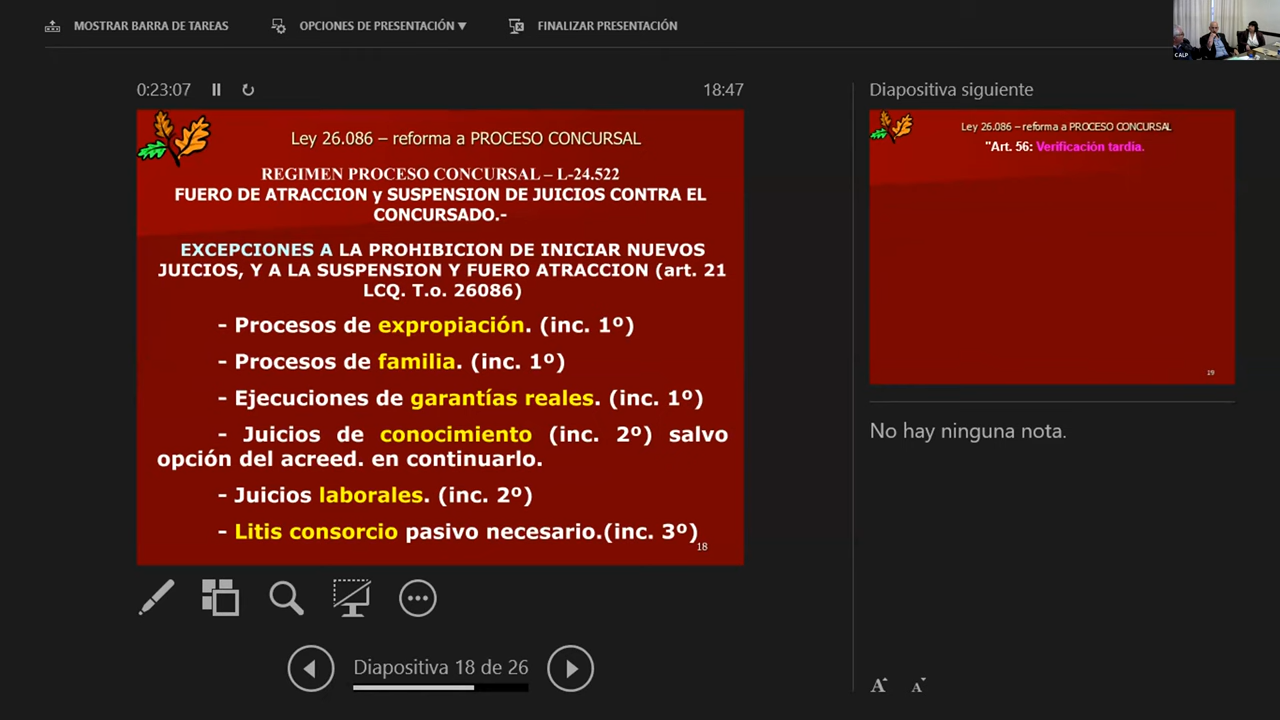 MOSTRAR BARRA DE TAREAS
OPCIONES DE PRESENTACIÓN ▼
FINALIZAR PRESENTACIÓN
CALP
0:23:07
18:47
Ley 26.086 – reforma a PROCESO CONCURSAL
REGIMEN PROCESO CONCURSAL – L-24.522
FUERO DE ATRACCION y SUSPENSION DE JUICIOS CONTRA EL
CONCURSADO.-
EXCEPCIONES A LA PROHIBICION DE INICIAR NUEVOS
JUICIOS, Y A LA SUSPENSION Y FUERO ATRACCION (art. 21
LCQ. T.o. 26086)
- Procesos de expropiación. (inc. 1º)
- Procesos de familia. (inc. 1º)
- Ejecuciones de garantías reales. (inc. 1º)
- Juicios de conocimiento (inc. 2º) salvo
opción del acreed. en continuarlo.
- Juicios laborales. (inc. 2º)
- Litis consorcio pasivo necesario.(inc. 3º)
18
Diapositiva 18 de 26
Diapositiva siguiente
Ley 26.086 – reforma a PROCESO CONCURSAL
"Art. 56: Verificación tardía.
19
No hay ninguna nota.
A A